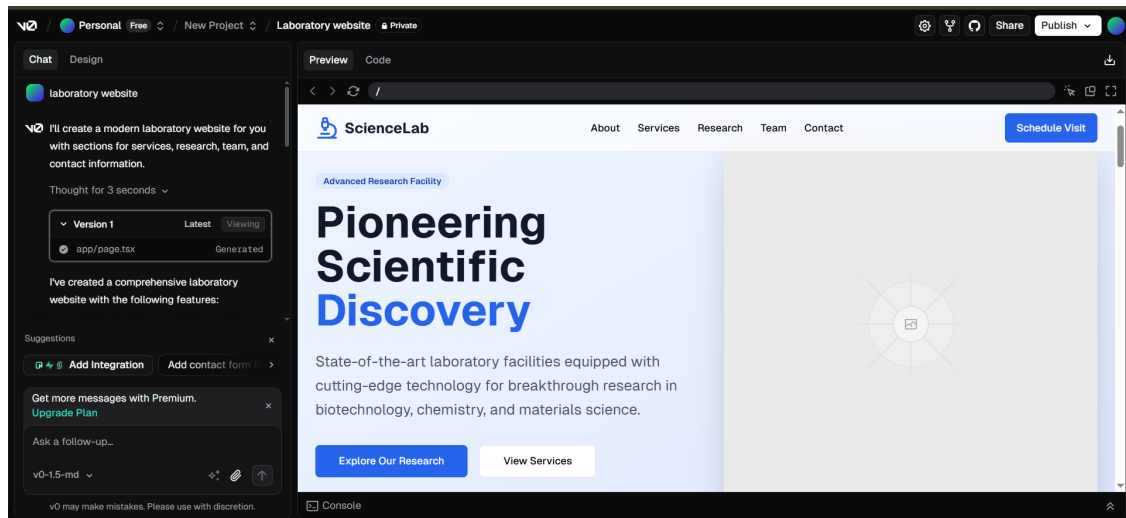 v0 / Personal Free / New Project / Laboratory website Private
Share
Publish
Chat Design
laboratory website
v0 I'll create a modern laboratory website for you
with sections for services, research, team, and
contact information.
Thought for 3 seconds
Version 1 Latest Viewing
app/page.tsx Generated
I've created a comprehensive laboratory
website with the following features:
Suggestions
Add Integration
Add contact form
Get more messages with Premium.
Upgrade Plan
Ask a follow-up...
v0-1.5-md
v0 may make mistakes. Please use with discretion.
Preview Code
/
ScienceLab
About Services Research Team Contact
Schedule Visit
Advanced Research Facility
Pioneering
Scientific
Discovery
State-of-the-art laboratory facilities equipped with
cutting-edge technology for breakthrough research in
biotechnology, chemistry, and materials science.
Explore Our Research
View Services
Console